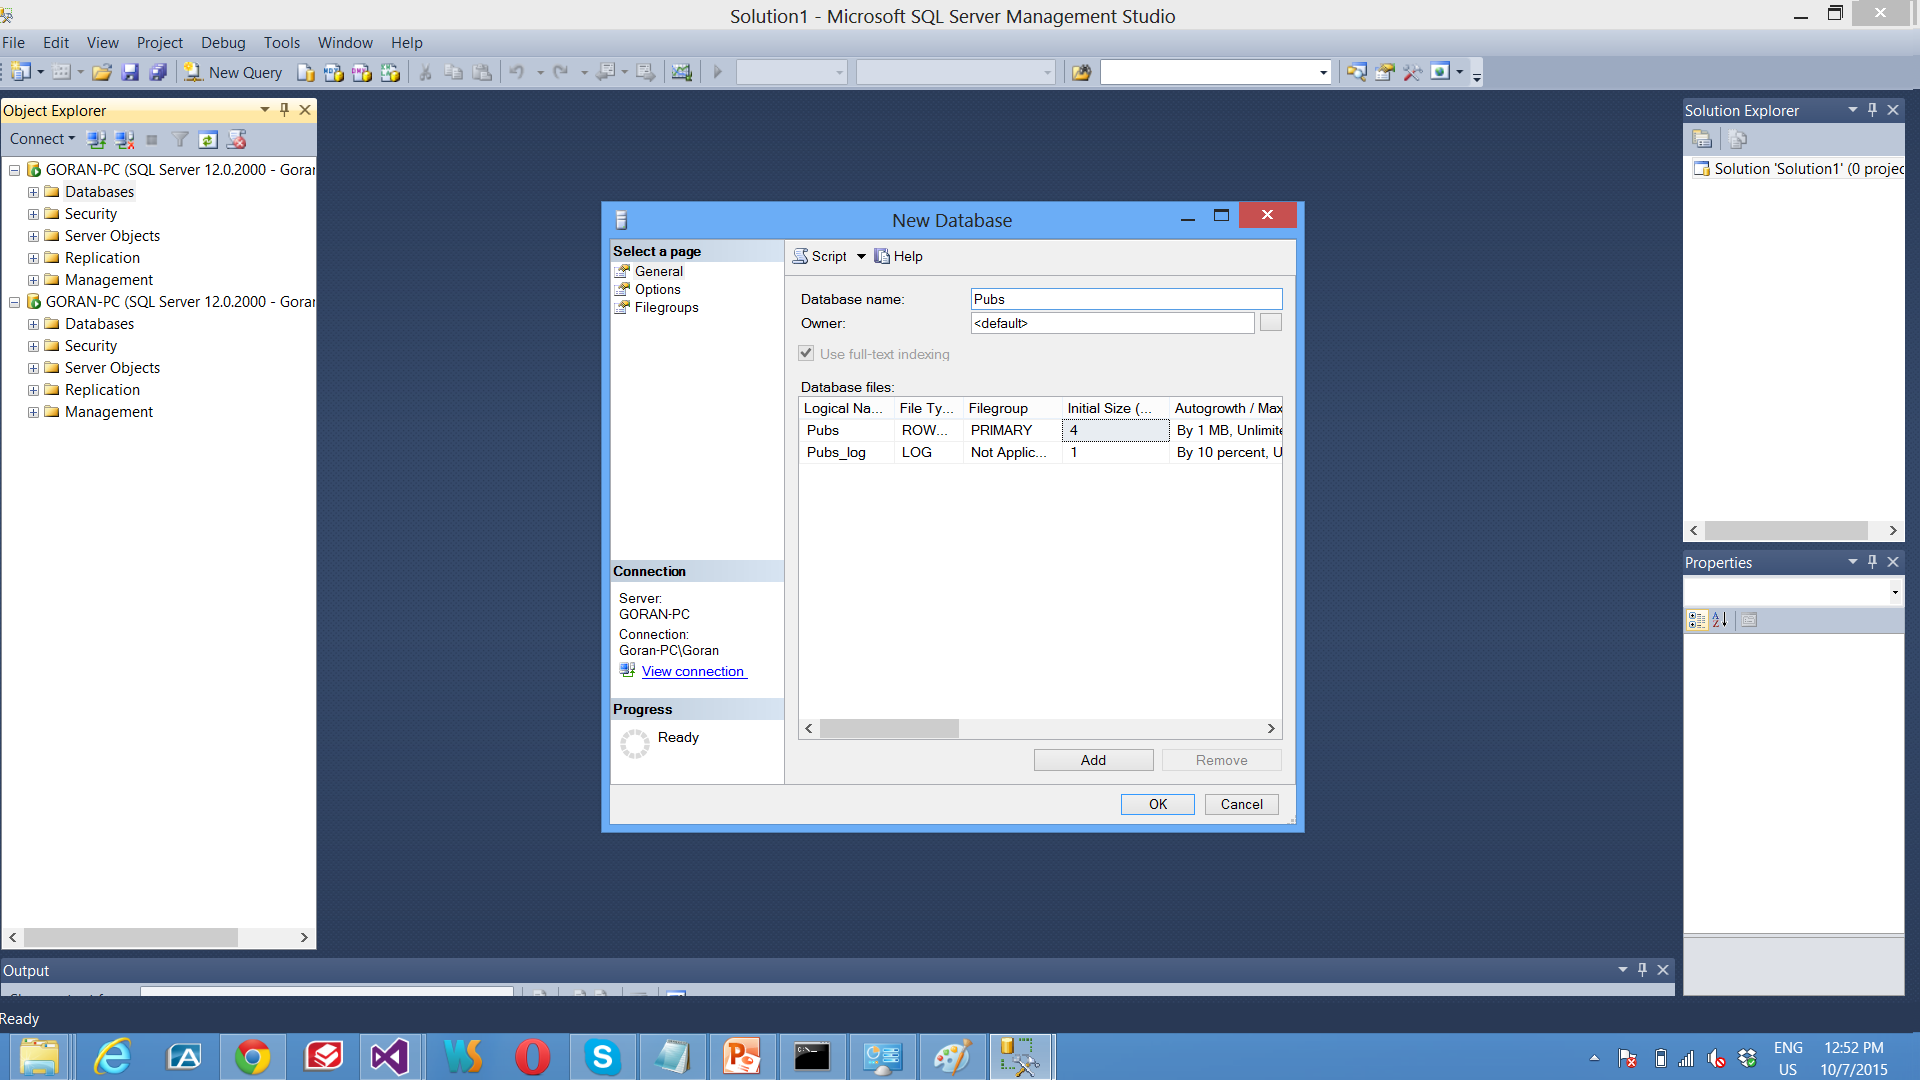 Solution1 - Microsoft SQL Server Management Studio
File Edit View Project Debug Tools Window Help
New Query
Object Explorer
Connect
GORAN-PC (SQL Server 12.0.2000 - Goran
Databases
Security
Server Objects
Replication
Management
GORAN-PC (SQL Server 12.0.2000 - Goran
Databases
Security
Server Objects
Replication
Management
New Database
Select a page
General
Options
Filegroups
Script Help
Database name: Pubs
Owner: <default>
Use full-text indexing
Database files:
Logical Na... File Ty... Filegroup Initial Size (... Autogrowth / Max
Pubs ROW... PRIMARY 4 By 1 MB, Unlimite
Pubs_log LOG Not Applic... 1 By 10 percent, U
Connection
Server:
GORAN-PC
Connection:
Goran-PC\Goran
View connection
Progress
Ready
Add Remove
OK Cancel
Solution Explorer
Solution 'Solution1' (0 projec
Properties
Output
Ready
ENG 12:52 PM
US 10/7/2015